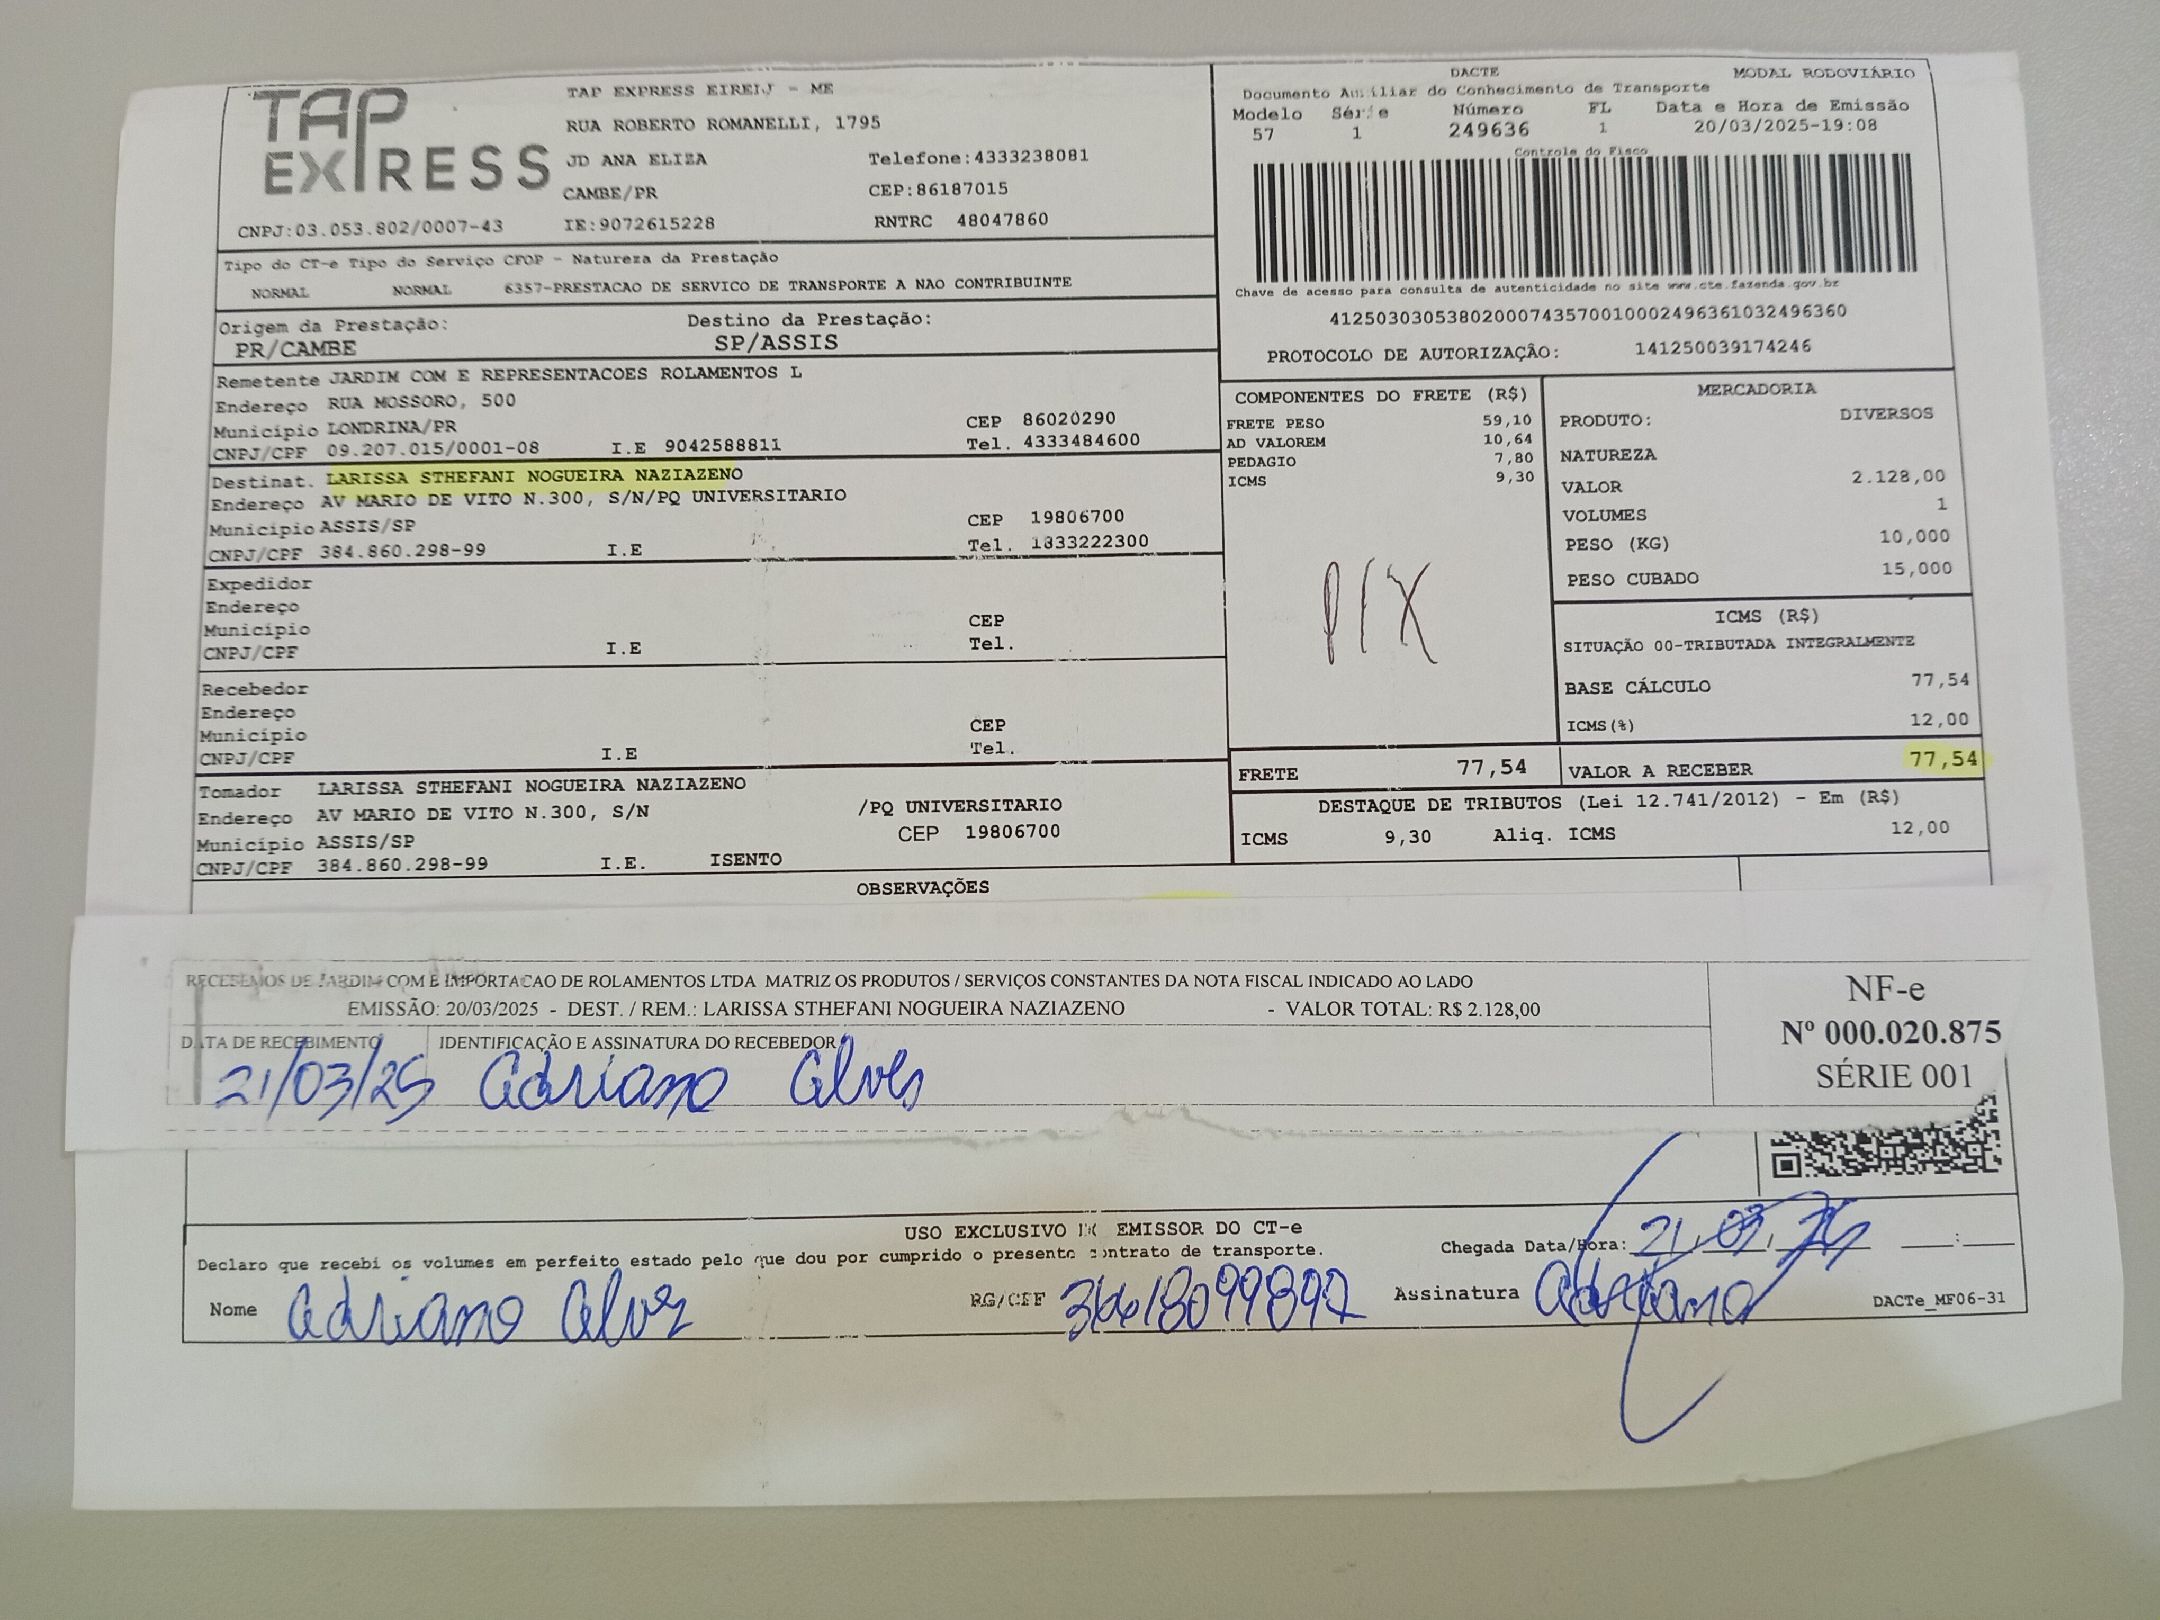 TAP EXPRESS
TAP EXPRESS EIRELI - ME
RUA ROBERTO ROMANELLI, 1795
JD ANA ELIZA Telefone:4333238081
CAMBE/PR CEP:86187015
CNPJ:03.053.802/0007-43 IE:9072615228 RNTRC 48047860
DACTE MODAL RODOVIÁRIO
Documento Auxiliar do Conhecimento de Transporte
Modelo Série Número FL Data e Hora de Emissão
57 1 249636 1 20/03/2025-19:08
Controle do Fisco
Chave de acesso para consulta de autenticidade no site www.cte.fazenda.gov.br
41250303053802000743570010002496361032496360
PROTOCOLO DE AUTORIZAÇÃO: 141250039174246
Tipo do CT-e Tipo do Serviço CFOP - Natureza da Prestação
NORMAL NORMAL 6357-PRESTACAO DE SERVICO DE TRANSPORTE A NAO CONTRIBUINTE
Origem da Prestação: Destino da Prestação:
PR/CAMBE SP/ASSIS
Remetente JARDIM COM E REPRESENTACOES ROLAMENTOS L
Endereço RUA MOSSORO, 500
Município LONDRINA/PR CEP 86020290
CNPJ/CPF 09.207.015/0001-08 I.E 9042588811 Tel. 4333484600
Destinat. LARISSA STHEFANI NOGUEIRA NAZIAZENO
Endereço AV MARIO DE VITO N.300, S/N/PQ UNIVERSITARIO
Município ASSIS/SP CEP 19806700
CNPJ/CPF 384.860.298-99 I.E Tel. 1833222300
Expedidor
Endereço
Município CEP
CNPJ/CPF I.E Tel.
Recebedor
Endereço
Município CEP
CNPJ/CPF I.E Tel.
Tomador LARISSA STHEFANI NOGUEIRA NAZIAZENO
Endereço AV MARIO DE VITO N.300, S/N /PQ UNIVERSITARIO
Município ASSIS/SP CEP 19806700
CNPJ/CPF 384.860.298-99 I.E. ISENTO
COMPONENTES DO FRETE (R$)
FRETE PESO 59,10
AD VALOREM 10,64
PEDAGIO 7,80
ICMS 9,30
PIX
MERCADORIA
PRODUTO: DIVERSOS
NATUREZA
VALOR 2.128,00
VOLUMES 1
PESO (KG) 10,000
PESO CUBADO 15,000
ICMS (R$)
SITUAÇÃO 00-TRIBUTADA INTEGRALMENTE
BASE CÁLCULO 77,54
ICMS(%) 12,00
FRETE 77,54 VALOR A RECEBER 77,54
DESTAQUE DE TRIBUTOS (Lei 12.741/2012) - Em (R$)
ICMS 9,30 Aliq. ICMS 12,00
OBSERVAÇÕES
RECEBEMOS DE JARDIM COM E IMPORTACAO DE ROLAMENTOS LTDA MATRIZ OS PRODUTOS / SERVIÇOS CONSTANTES DA NOTA FISCAL INDICADO AO LADO
EMISSÃO: 20/03/2025 - DEST. / REM.: LARISSA STHEFANI NOGUEIRA NAZIAZENO - VALOR TOTAL: R$ 2.128,00
DATA DE RECEBIMENTO IDENTIFICAÇÃO E ASSINATURA DO RECEBEDOR
21/03/25 Adriano Alves
NF-e
Nº 000.020.875
SÉRIE 001
USO EXCLUSIVO EMISSOR DO CT-e
Declaro que recebi os volumes em perfeito estado pelo que dou por cumprido o presente contrato de transporte.
Chegada Data/Hora: 21/03/25 __:__
Nome Adriano Alves RG/CPF Assinatura Adriano
DACTe_MF06-31